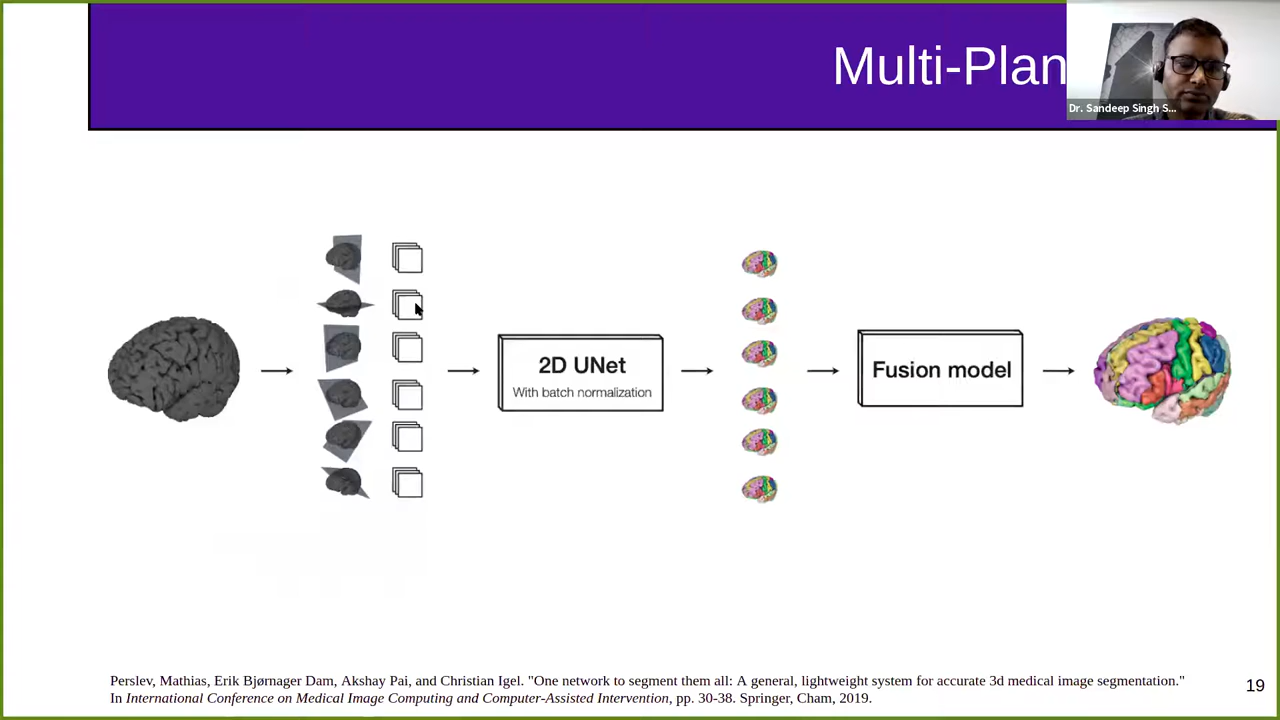 Multi-Plan
Dr. Sandeep Singh S...
2D UNet
With batch normalization
Fusion model
Perslev, Mathias, Erik Bjørnager Dam, Akshay Pai, and Christian Igel. "One network to segment them all: A general, lightweight system for accurate 3d medical image segmentation."
In International Conference on Medical Image Computing and Computer-Assisted Intervention, pp. 30-38. Springer, Cham, 2019.
19